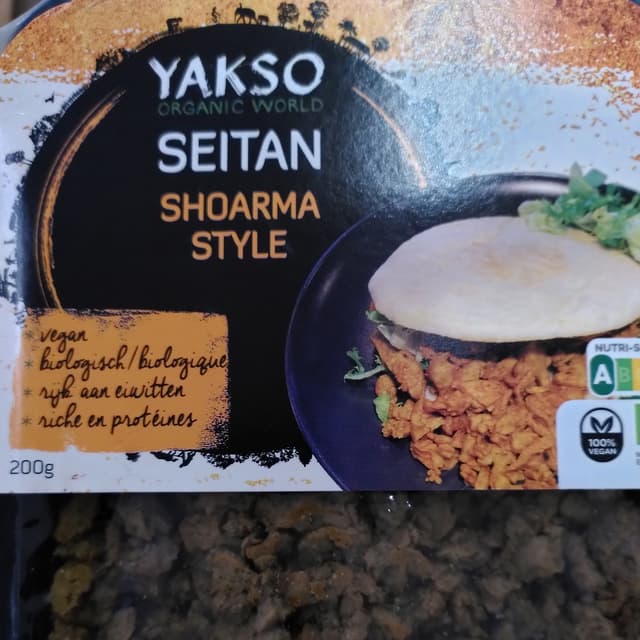 YAKSO
ORGANIC WORLD
SEITAN
SHOARMA
STYLE
* vegan
* biologisch/biologique
* rijk aan eiwitten
* riche en protéines
200g
NUTRI-S
A B
100%
VEGAN